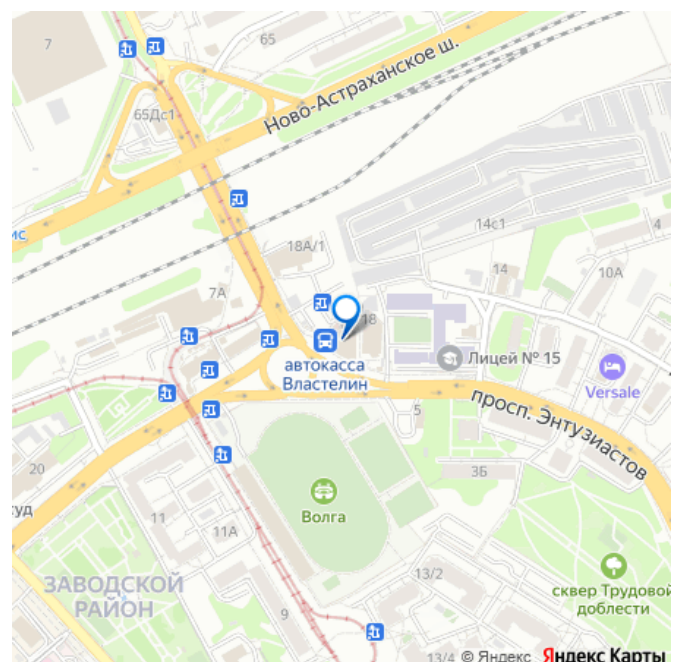 7
65
Ново-Астраханское ш.
65Дс1
14с1
4
ис
18А/1
14
10А
7А
18
автокасса
Властелин
Лицей № 15
Versale
5
просп. Энтузиастов
20
3Б
суд
11
Волга
11А
ЗАВОДСКОЙ
РАЙОН
13/2
сквер Трудовой
доблести
9
13/4
© Яндекс Яндекс Карты